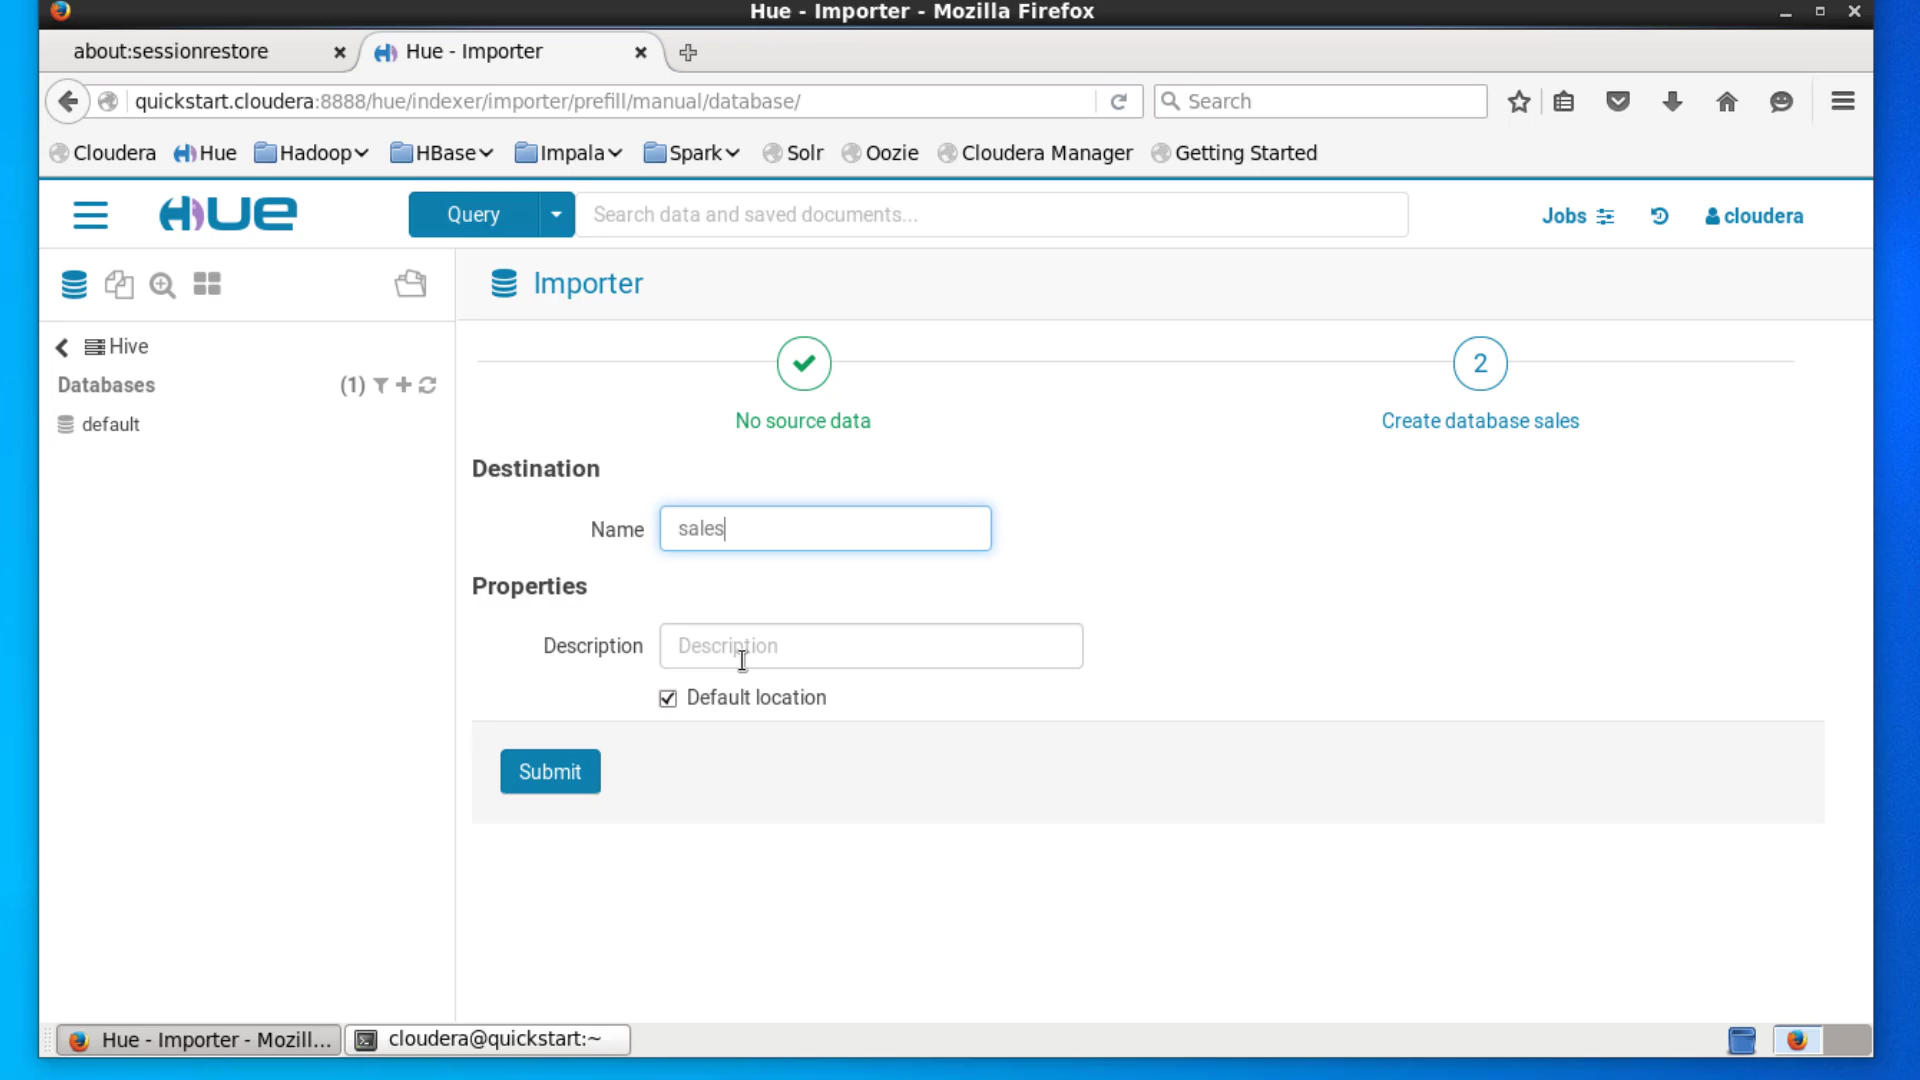 Hue - Importer - Mozilla Firefox
about:sessionrestore
Hue - Importer
quickstart.cloudera:8888/hue/indexer/importer/prefill/manual/database/
Search
Cloudera
Hue
Hadoop
HBase
Impala
Spark
Solr
Oozie
Cloudera Manager
Getting Started
HUE
Query
Search data and saved documents...
Jobs
cloudera
Importer
Hive
Databases
(1)
default
2
No source data
Create database sales
Destination
Name
sales
Properties
Description
Description
Default location
Submit
Hue - Importer - Mozill...
cloudera@quickstart:~